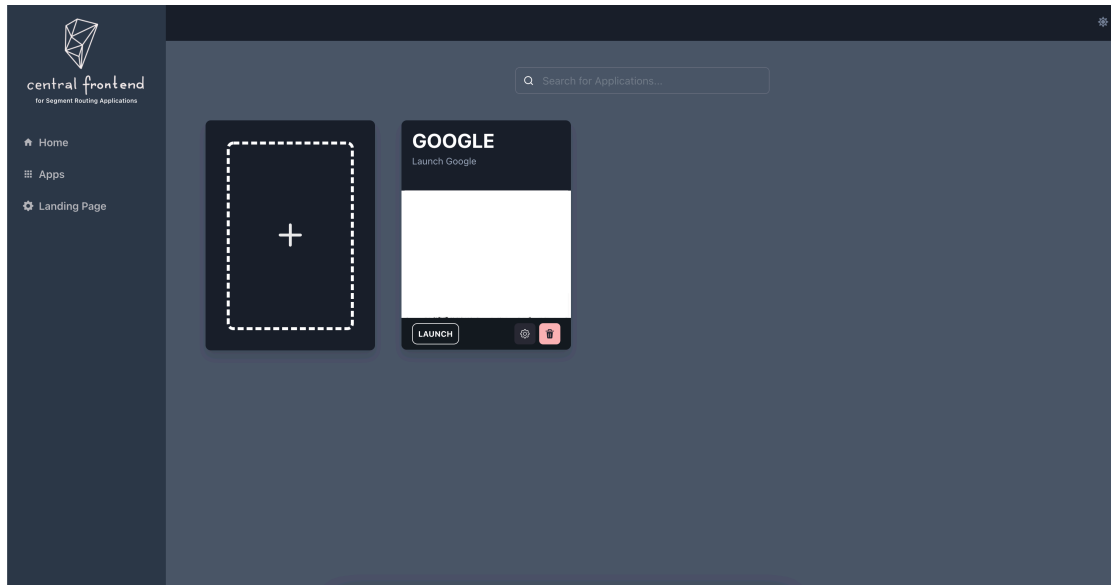 central frontend
for Segment Routing Applications
Home
Apps
Landing Page
Search for Applications...
GOOGLE
Launch Google
LAUNCH